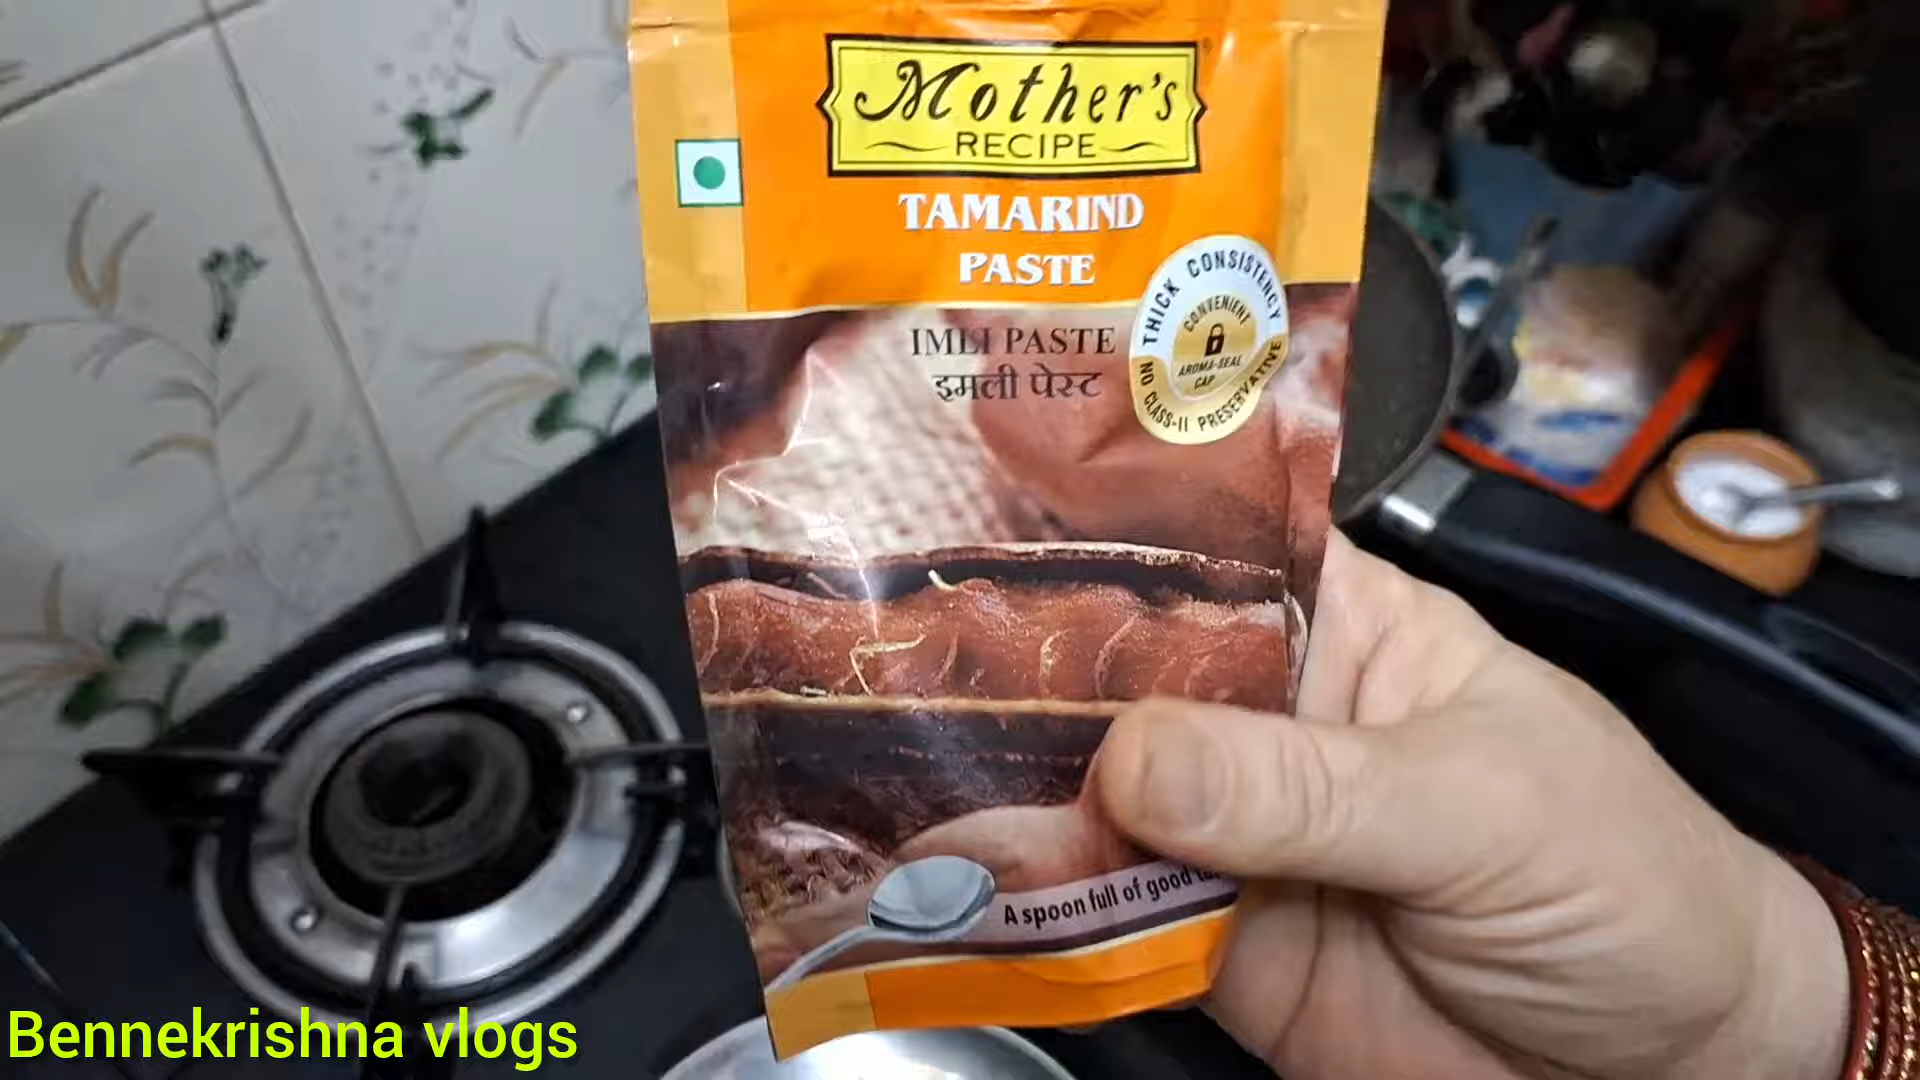 Mother's
RECIPE
TAMARIND
PASTE
IMLI PASTE
इमली पेस्ट
THICK CONSISTENCY
CONVENIENT
AROMA-SEAL
CAP
NO CLASS-II PRESERVATIVE
A spoon full of good
Bennekrishna vlogs